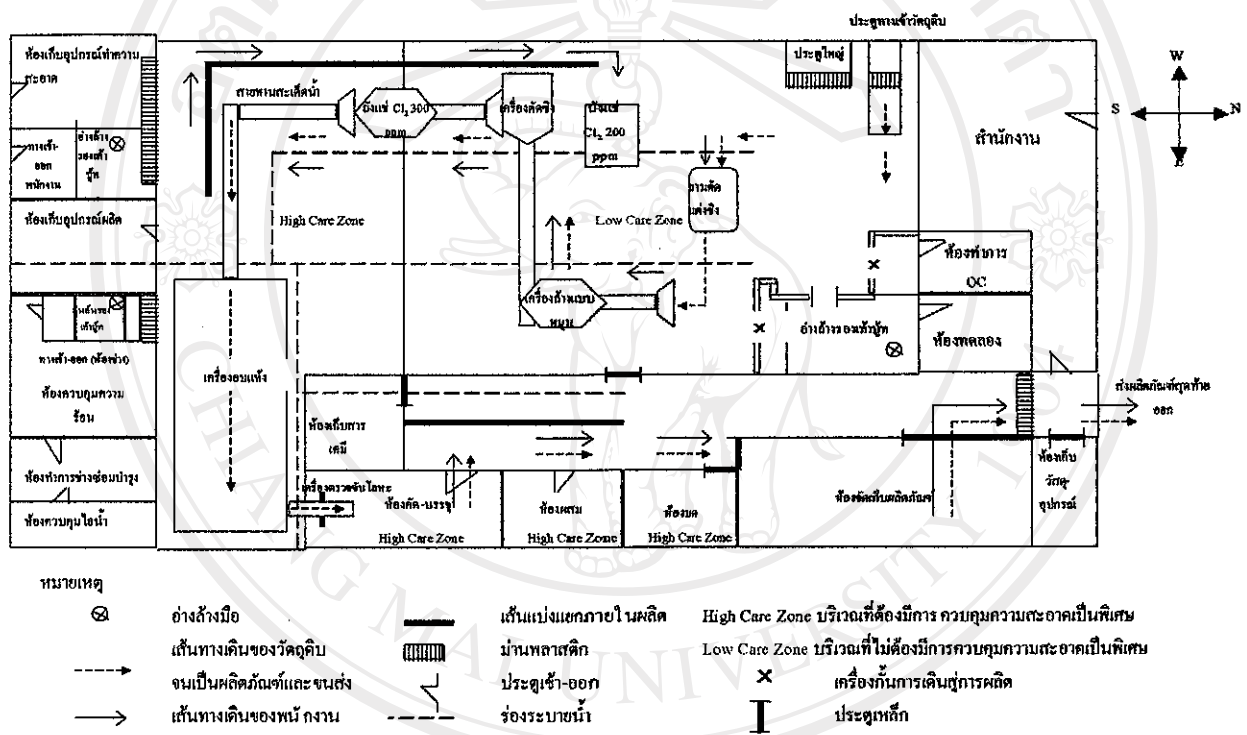 ประตูทางเข้าวัตถุดิบ
ห้องเก็บอุปกรณ์ทำความ
สะอาด
ประตูใหญ่
W
S
N
E
สายพานสะเด็ดน้ำ
ถังแช่ Cl₂ 300
ppm
เครื่องคัดขิง
ถังแช่
Cl₂ 200
ppm
สำนักงาน
ทางเข้า-
ออก
พนักงาน
อ่างล้าง
รองเท้า
บู๊ท
โต๊ะตัด
แต่งขิง
ห้องเก็บอุปกรณ์ผลิต
High Care Zone
Low Care Zone
ห้องทำการ
QC
เครื่องล้างแบบ
หมุน
อ่างล้างรองเท้าบู๊ท
ห้องทดลอง
ทางเข้า-ออก (ห้องช่าง)
ห้องควบคุมความ
ร้อน
เครื่องอบแห้ง
ส่งผลิตภัณฑ์สุดท้าย
ออก
ห้องเก็บสาร
เคมี
ห้องทำการช่างซ่อมบำรุง
ห้องควบคุมไอน้ำ
เครื่องตรวจจับโลหะ
ห้องคัด-บรรจุ
High Care Zone
ห้องผสม
High Care Zone
ห้องบด
High Care Zone
ห้องจัดเก็บผลิตภัณฑ์
ห้องเก็บ
วัสดุ-
อุปกรณ์
หมายเหตุ
อ่างล้างมือ
เส้นทางเดินของวัตถุดิบ
จนเป็นผลิตภัณฑ์และขนส่ง
เส้นทางเดินของพนักงาน
เส้นแบ่งแยกภายในผลิต
ม่านพลาสติก
ประตูเข้า-ออก
ร่องระบายน้ำ
High Care Zone บริเวณที่ต้องมีการ ควบคุมความสะอาดเป็นพิเศษ
Low Care Zone บริเวณที่ไม่ต้องมีการควบคุมความสะอาดเป็นพิเศษ
เครื่องกั้นการเดินสู่การผลิต
ประตูเหล็ก
CHIANG MAI UNIVERSITY